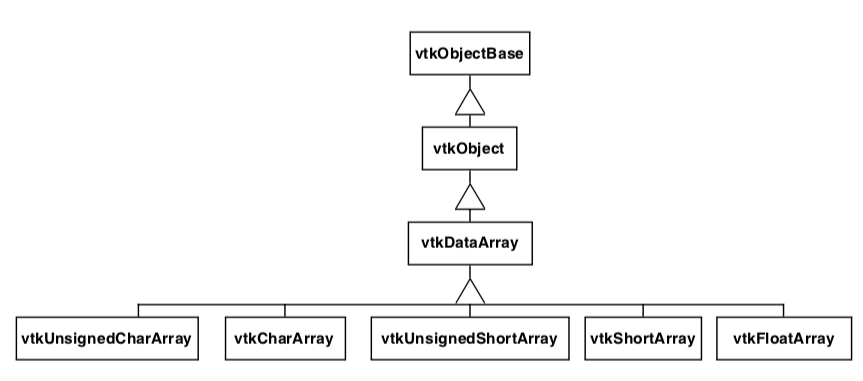 vtkObjectBase
vtkObject
vtkDataArray
vtkUnsignedCharArray
vtkCharArray
vtkUnsignedShortArray
vtkShortArray
vtkFloatArray